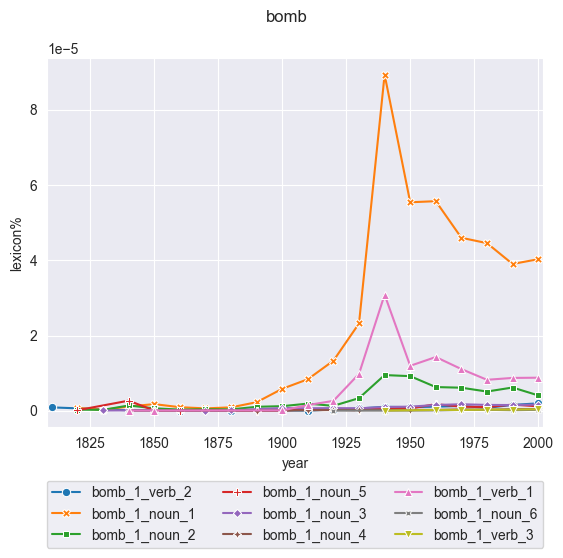 bomb
1e−5
8
6
4
2
0
lexicon%
1825 1850 1875 1900 1925 1950 1975 2000
year
bomb_1_verb_2 bomb_1_noun_5 bomb_1_verb_1
bomb_1_noun_1 bomb_1_noun_3 bomb_1_noun_6
bomb_1_noun_2 bomb_1_noun_4 bomb_1_verb_3